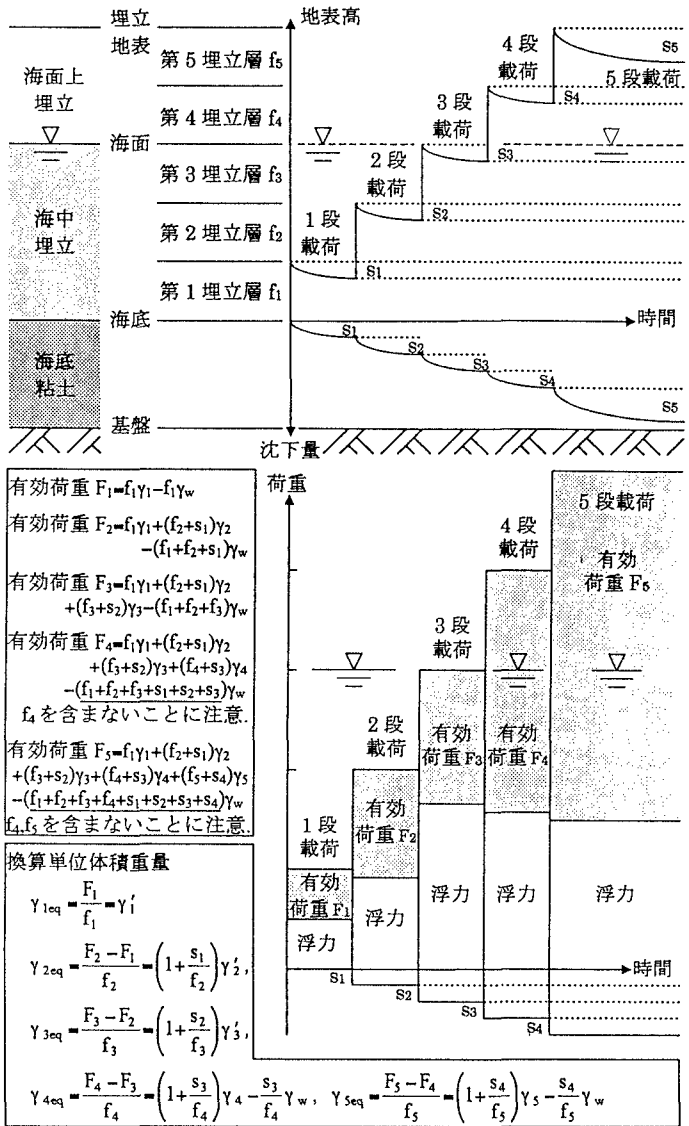 埋立
地表
地表高
第5埋立層 f₅
海面上
埋立
第4埋立層 f₄
海面
第3埋立層 f₃
海中
埋立
第2埋立層 f₂
第1埋立層 f₁
海底
海底
粘土
基盤
1段
載荷
2段
載荷
3段
載荷
4段
載荷
5段載荷
S₁
S₂
S₃
S₄
S₅
時間
S₁
S₂
S₃
S₄
S₅
沈下量
有効荷重 F₁=f₁γ₁−f₁γw
有効荷重 F₂=f₁γ₁+(f₂+s₁)γ₂
−(f₁+f₂+s₁)γw
有効荷重 F₃=f₁γ₁+(f₂+s₁)γ₂
+(f₃+s₂)γ₃−(f₁+f₂+f₃)γw
有効荷重 F₄=f₁γ₁+(f₂+s₁)γ₂
+(f₃+s₂)γ₃+(f₄+s₃)γ₄
−(f₁+f₂+f₃+s₁+s₂+s₃)γw
f₄を含まないことに注意.
有効荷重 F₅=f₁γ₁+(f₂+s₁)γ₂
+(f₃+s₂)γ₃+(f₄+s₃)γ₄+(f₅+s₄)γ₅
−(f₁+f₂+f₃+f₄+s₁+s₂+s₃+s₄)γw
f₄,f₅を含まないことに注意.
荷重
1段
載荷
有効
荷重 F₁
浮力
2段
載荷
有効
荷重 F₂
浮力
3段
載荷
有効
荷重 F₃
浮力
4段
載荷
有効
荷重 F₄
浮力
5段載荷
有効
荷重 F₅
浮力
時間
S₁
S₂
S₃
S₄
換算単位体積重量
γ₁eq = F₁/f₁ = γ₁′
γ₂eq = (F₂−F₁)/f₂ = (1+s₁/f₂)γ₂′,
γ₃eq = (F₃−F₂)/f₃ = (1+s₂/f₃)γ₃′,
γ₄eq = (F₄−F₃)/f₄ = (1+s₃/f₄)γ₄ − s₃/f₄ γw, γ₅eq = (F₅−F₄)/f₅ = (1+s₄/f₅)γ₅ − s₄/f₅ γw